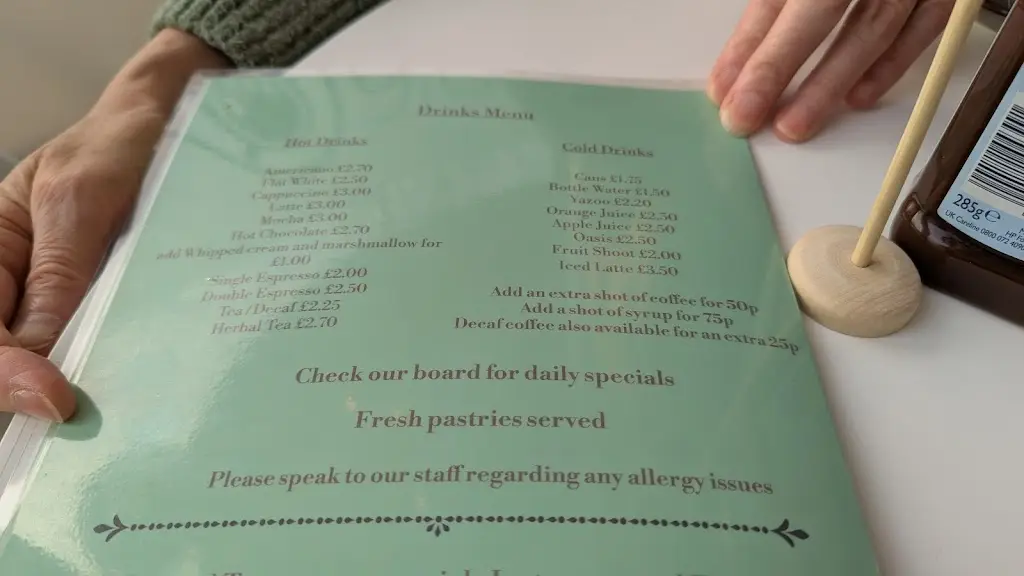 Drinks Menu
Hot Drinks
Americano £2.70
Flat White £2.50
Cappuccino £3.00
Latte £3.00
Mocha £3.00
Hot Chocolate £2.70
add Whipped cream and marshmallow for
£1.00
Single Espresso £2.00
Double Espresso £2.50
Tea / Decaf £2.25
Herbal Tea £2.70
Cold Drinks
Cans £1.75
Bottle Water £1.50
Yazoo £2.20
Orange Juice £2.50
Apple Juice £2.50
Oasis £2.50
Fruit Shoot £2.00
Iced Latte £3.50
Add an extra shot of coffee for 50p
Add a shot of syrup for 75p
Decaf coffee also available for an extra 25p
Check our board for daily specials
Fresh pastries served
Please speak to our staff regarding any allergy issues
285g e
UK Careline 0800 072 4090